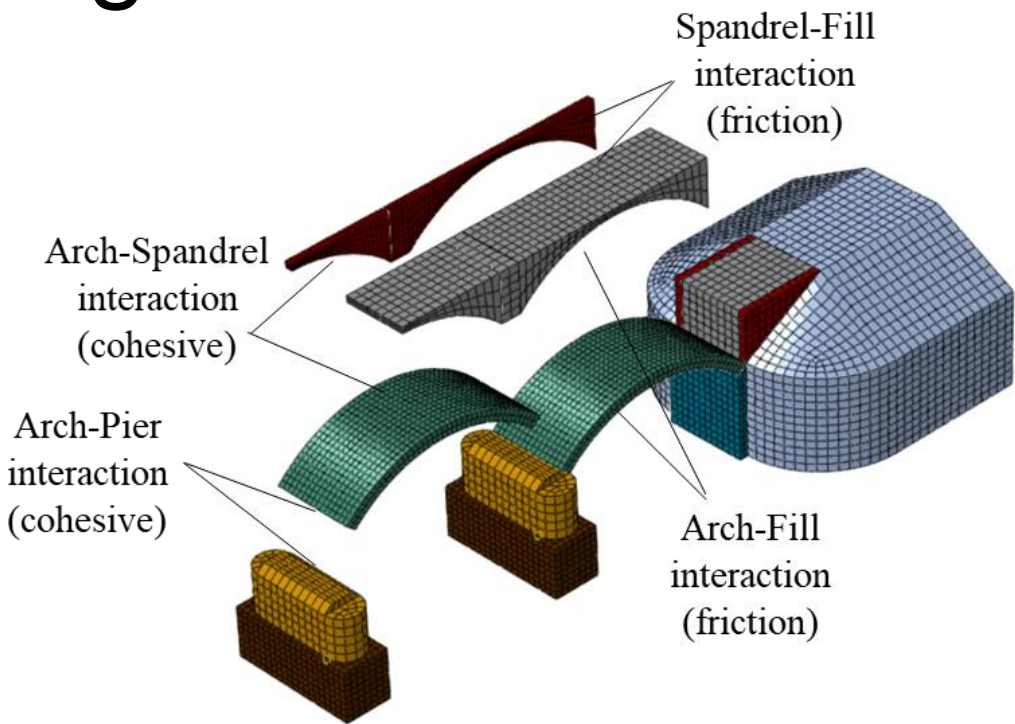 Spandrel-Fill
interaction
(friction)
Arch-Spandrel
interaction
(cohesive)
Arch-Pier
interaction
(cohesive)
Arch-Fill
interaction
(friction)